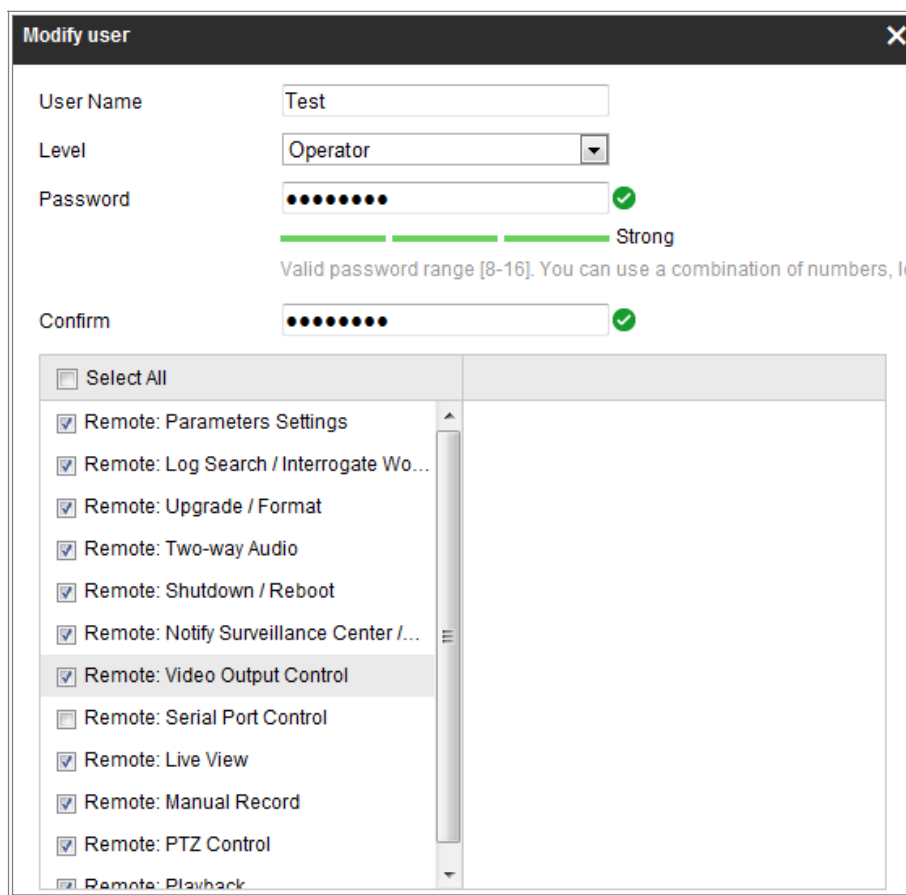 Modify user
User Name Test
Level Operator
Password ••••••••
Strong
Valid password range [8-16]. You can use a combination of numbers,
Confirm ••••••••
Select All
Remote: Parameters Settings
Remote: Log Search / Interrogate Wo...
Remote: Upgrade / Format
Remote: Two-way Audio
Remote: Shutdown / Reboot
Remote: Notify Surveillance Center /...
Remote: Video Output Control
Remote: Serial Port Control
Remote: Live View
Remote: Manual Record
Remote: PTZ Control
Remote: Playback